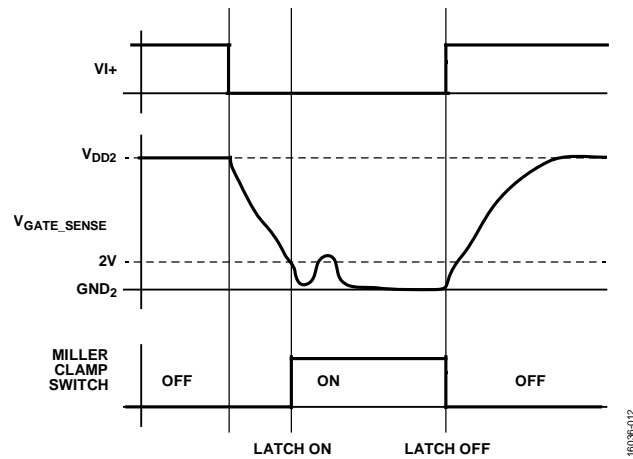 VI+
VDD2
VGATE_SENSE
2V
GND2
MILLER
CLAMP
SWITCH
OFF
ON
OFF
LATCH ON
LATCH OFF
16036-012